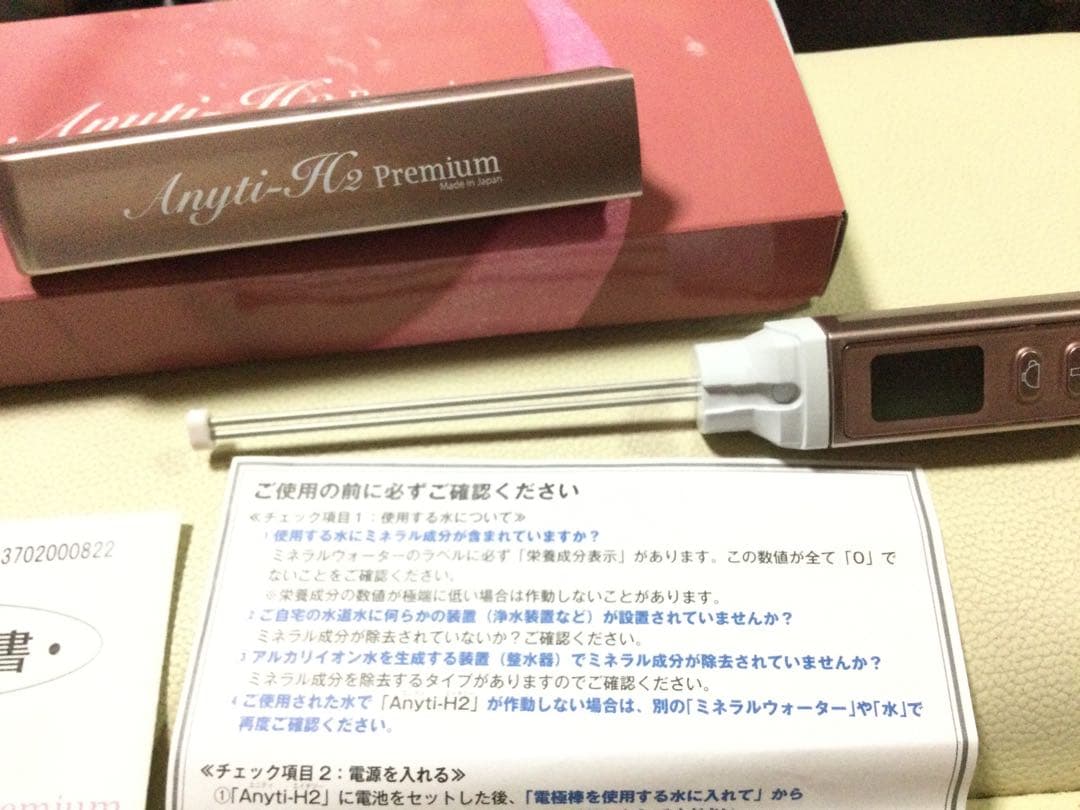 Anyti-H2 P
Anyti-H2 Premium
Made in Japan
3702000822
書・
ご使用の前に必ずご確認ください
≪チェック項目1:使用する水について≫
1 使用する水にミネラル成分が含まれていますか?
ミネラルウォーターのラベルに必ず「栄養成分表示」があります。この数値が全て「0」で
ないことをご確認ください。
※栄養成分の数値が極端に低い場合は作動しないことがあります。
2 ご自宅の水道水に何らかの装置(浄水装置など)が設置されていませんか?
ミネラル成分が除去されていないか?ご確認ください。
3 アルカリイオン水を生成する装置(整水器)でミネラル成分が除去されていませんか?
ミネラル成分を除去するタイプがありますのでご確認ください。
4 ご使用された水で「Anyti-H2」が作動しない場合は、別の「ミネラルウォーター」や「水」で
再度ご確認ください。
≪チェック項目2:電源を入れる≫
①「Anyti-H2」に電池をセットした後、「電極棒を使用する水に入れて」から
Premium